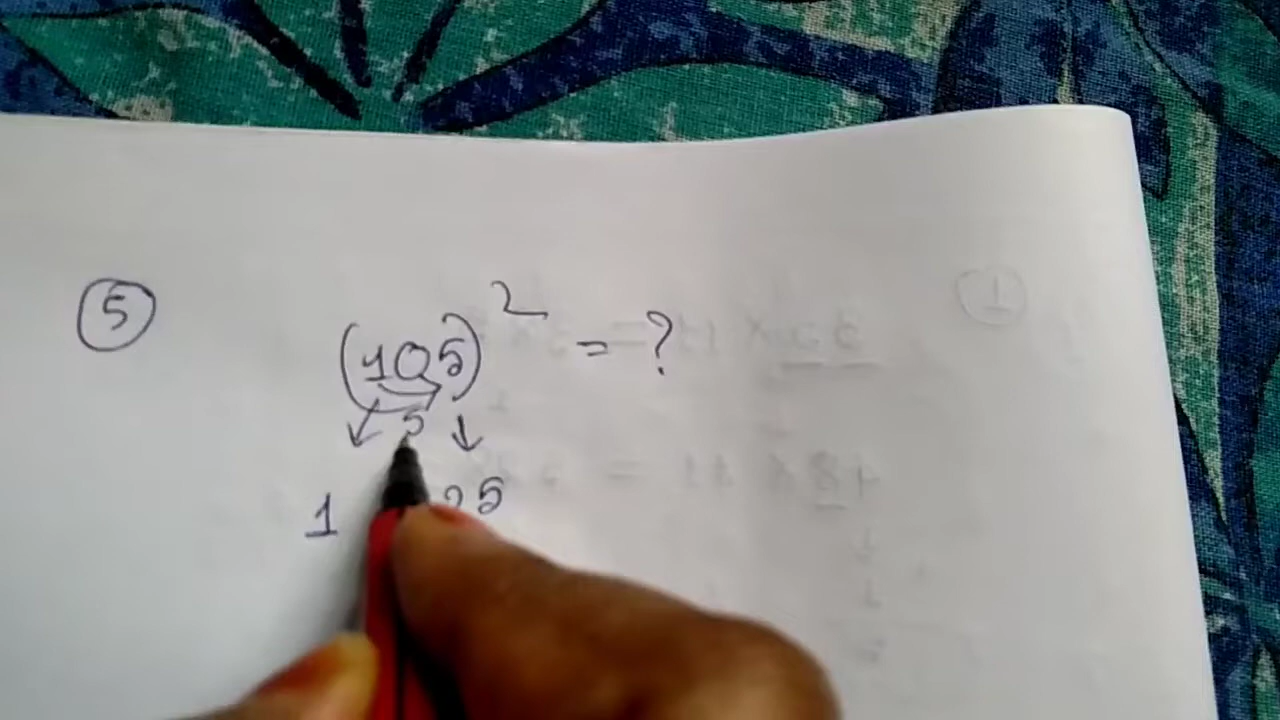 5
(105)² = ?
5
1 25